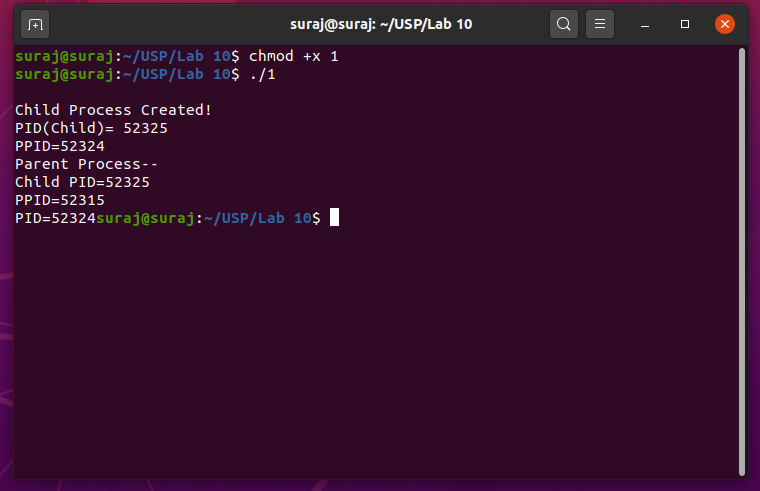 suraj@suraj: ~/USP/Lab 10
suraj@suraj:~/USP/Lab 10$ chmod +x 1
suraj@suraj:~/USP/Lab 10$ ./1
Child Process Created!
PID(Child)= 52325
PPID=52324
Parent Process--
Child PID=52325
PPID=52315
PID=52324suraj@suraj:~/USP/Lab 10$